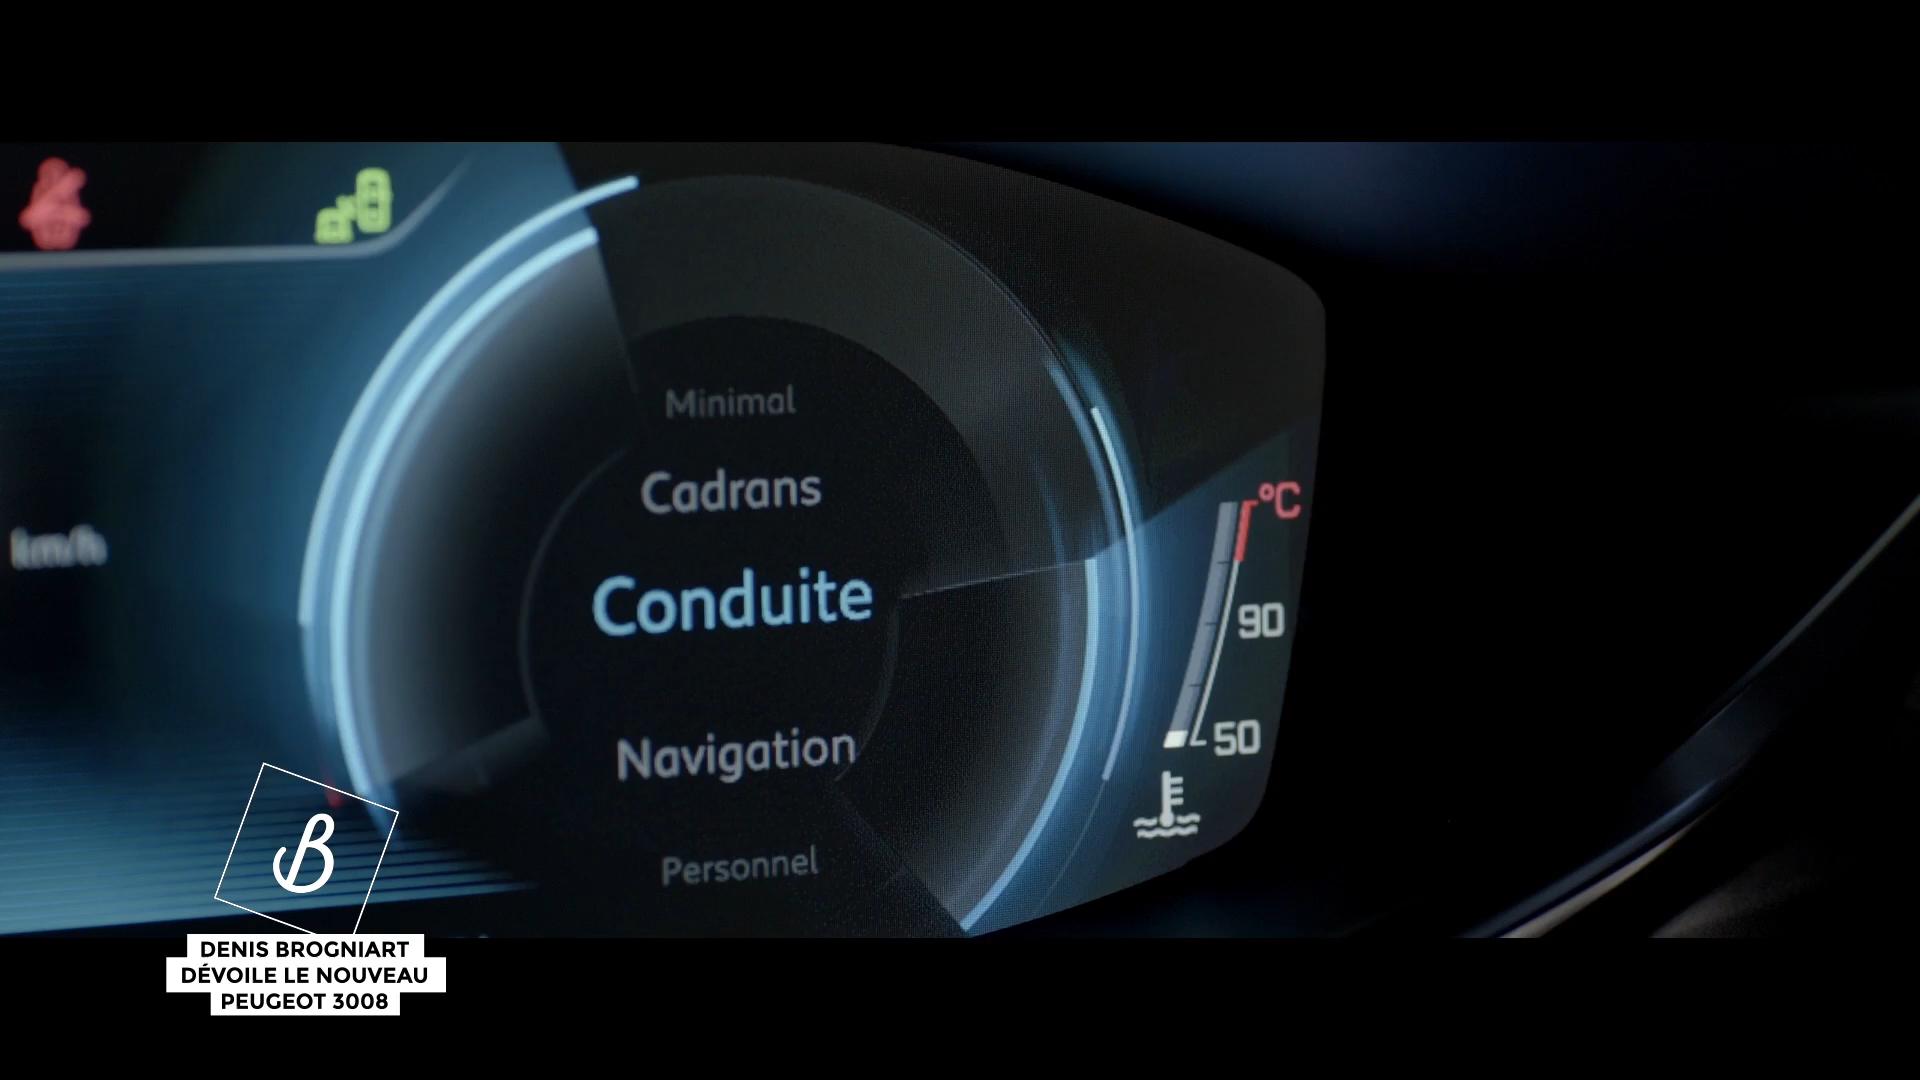 Minimal
Cadrans
km/h
Conduite
Navigation
Personnel
°C
90
50
B
DENIS BROGNIART
DÉVOILE LE NOUVEAU
PEUGEOT 3008